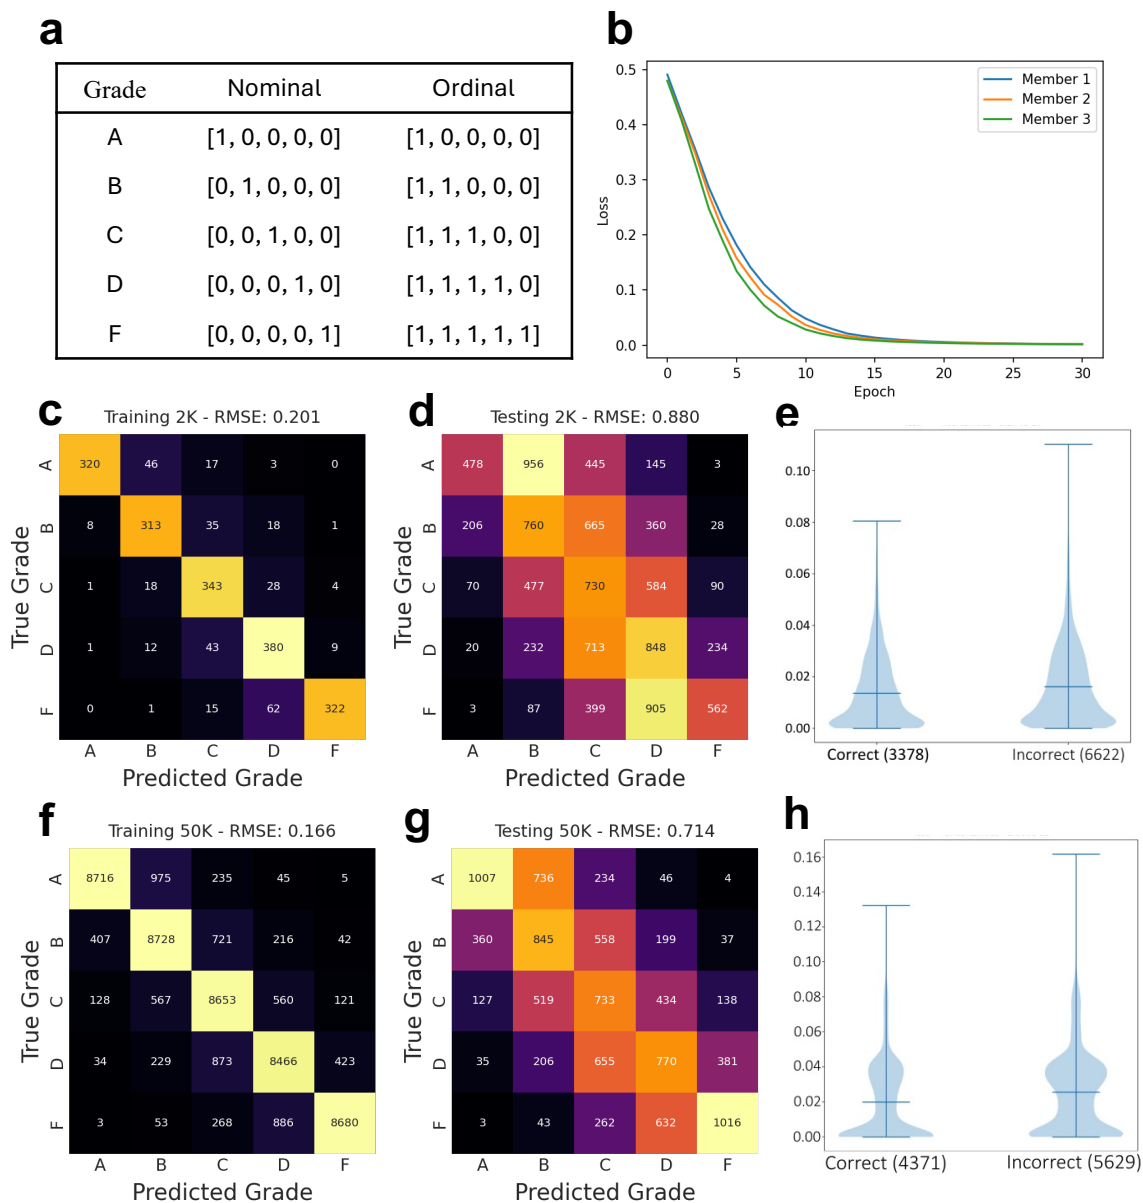 a
Grade Nominal Ordinal
A [1, 0, 0, 0, 0] [1, 0, 0, 0, 0]
B [0, 1, 0, 0, 0] [1, 1, 0, 0, 0]
C [0, 0, 1, 0, 0] [1, 1, 1, 0, 0]
D [0, 0, 0, 1, 0] [1, 1, 1, 1, 0]
F [0, 0, 0, 0, 1] [1, 1, 1, 1, 1]
b
0.5
0.4
0.3
0.2
0.1
0.0
Loss
Member 1
Member 2
Member 3
0 5 10 15 20 25 30
Epoch
c
Training 2K - RMSE: 0.201
True Grade
A 320 46 17 3 0
B 8 313 35 18 1
C 1 18 343 28 4
D 1 12 43 380 9
F 0 1 15 62 322
A B C D F
Predicted Grade
d
Testing 2K - RMSE: 0.880
True Grade
A 478 956 445 145 3
B 206 760 665 360 28
C 70 477 730 584 90
D 20 232 713 848 234
F 3 87 399 905 562
A B C D F
Predicted Grade
e
0.10
0.08
0.06
0.04
0.02
0.00
Correct (3378) Incorrect (6622)
f
Training 50K - RMSE: 0.166
True Grade
A 8716 975 235 45 5
B 407 8728 721 216 42
C 128 567 8653 560 121
D 34 229 873 8466 423
F 3 53 268 886 8680
A B C D F
Predicted Grade
g
Testing 50K - RMSE: 0.714
True Grade
A 1007 736 234 46 4
B 360 845 558 199 37
C 127 519 733 434 138
D 35 206 655 770 381
F 3 43 262 632 1016
A B C D F
Predicted Grade
h
0.16
0.14
0.12
0.10
0.08
0.06
0.04
0.02
0.00
Correct (4371) Incorrect (5629)